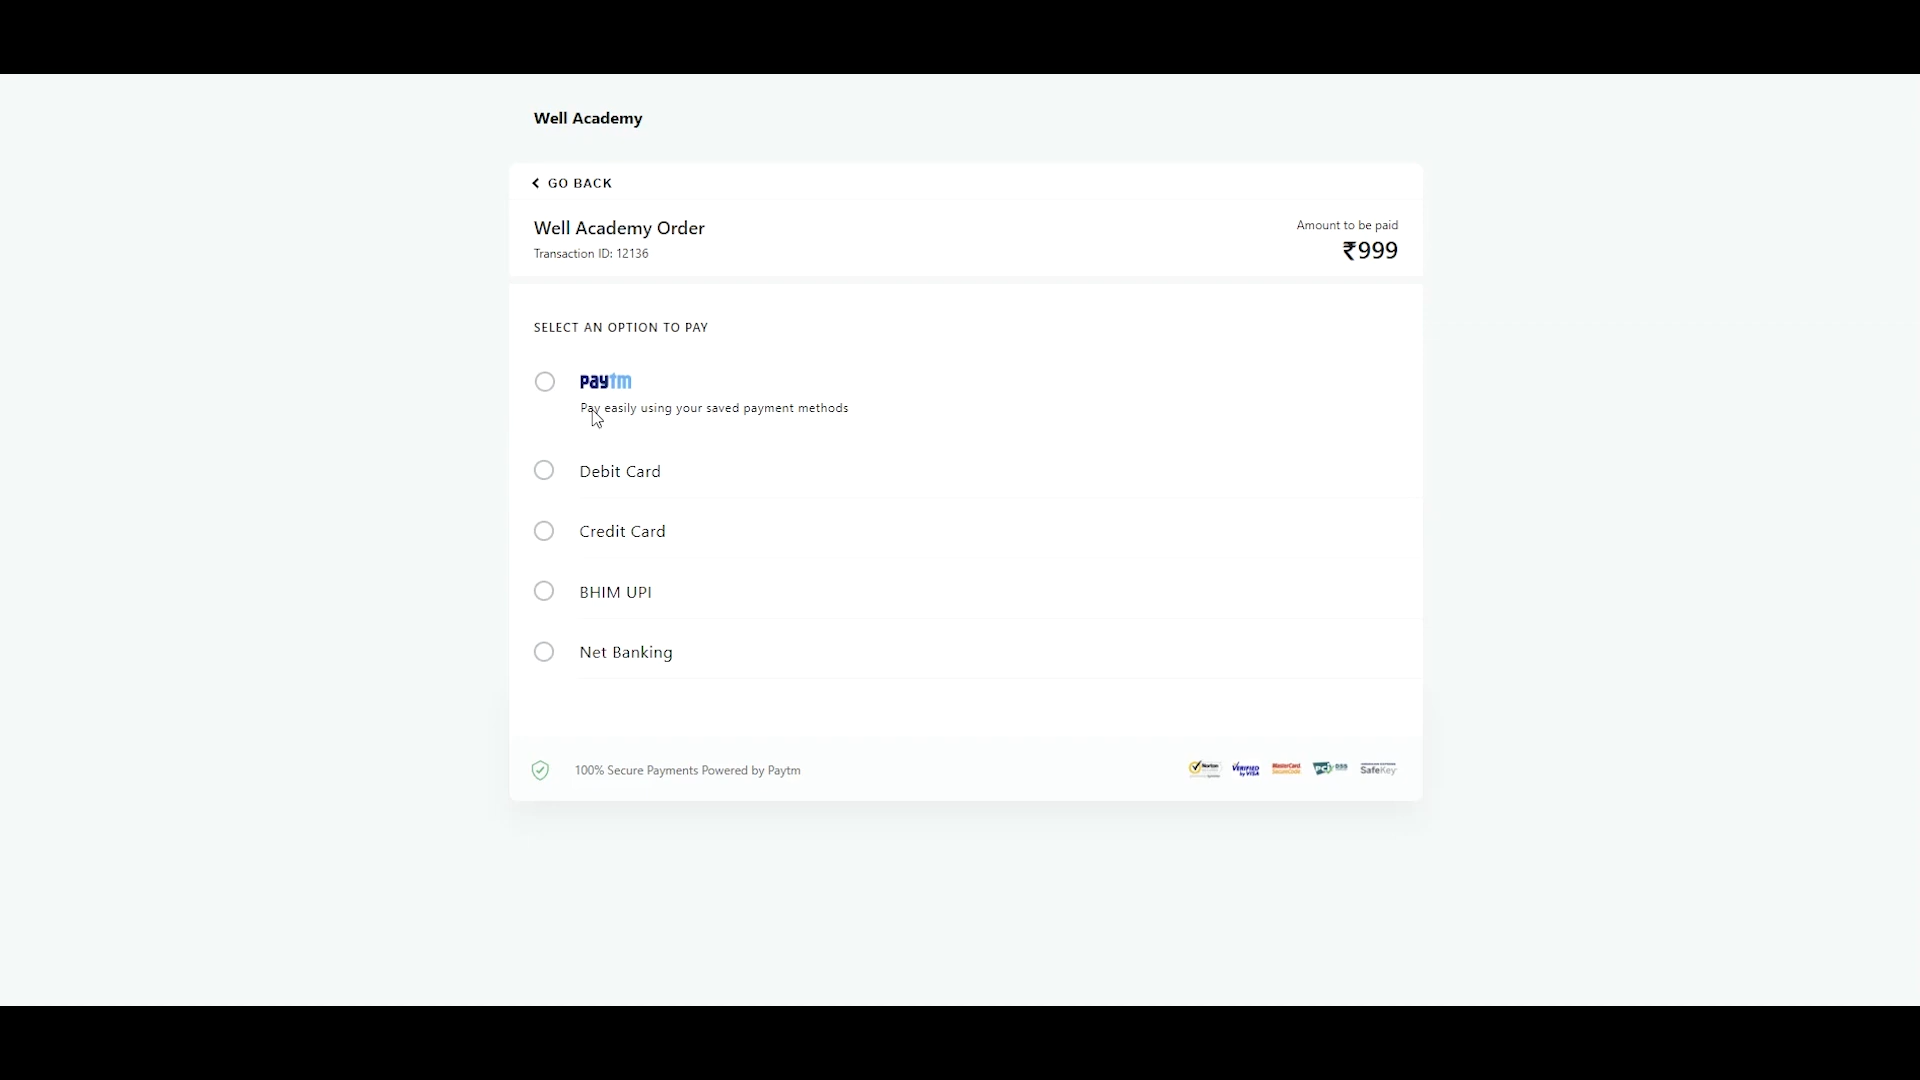 Well Academy
GO BACK
Well Academy Order
Transaction ID: 12136
Amount to be paid
₹999
SELECT AN OPTION TO PAY
paytm
Pay easily using your saved payment methods
Debit Card
Credit Card
BHIM UPI
Net Banking
100% Secure Payments Powered by Paytm
Norton
VERIFIED by VISA
MasterCard SecureCode
PCI DSS
SafeKey